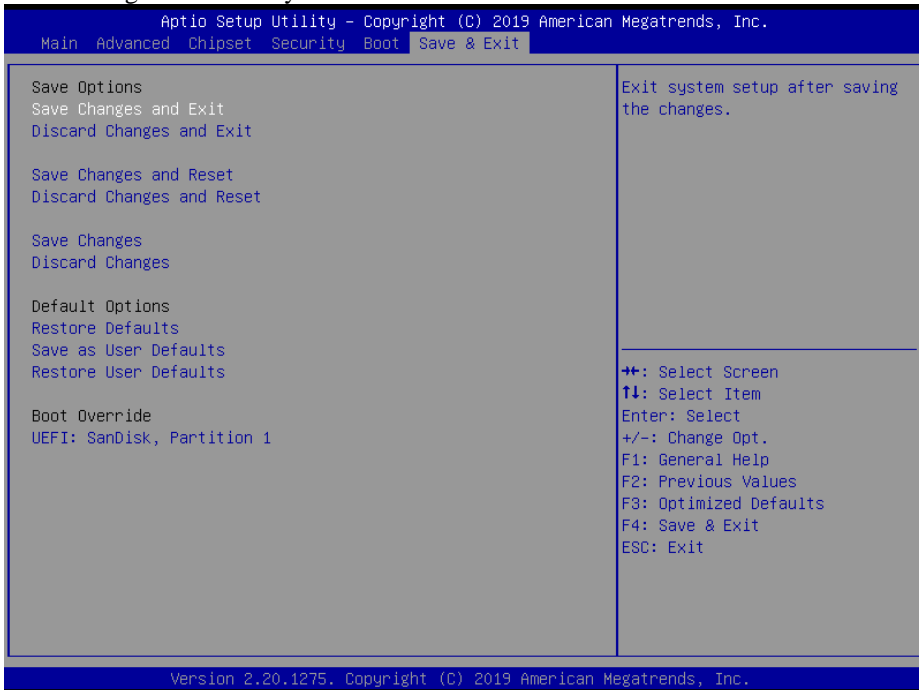 Aptio Setup Utility – Copyright (C) 2019 American Megatrends, Inc.
Main Advanced Chipset Security Boot Save & Exit
Save Options
Save Changes and Exit
Discard Changes and Exit
Save Changes and Reset
Discard Changes and Reset
Save Changes
Discard Changes
Default Options
Restore Defaults
Save as User Defaults
Restore User Defaults
Boot Override
UEFI: SanDisk, Partition 1
Exit system setup after saving
the changes.
→←: Select Screen
↑↓: Select Item
Enter: Select
+/-: Change Opt.
F1: General Help
F2: Previous Values
F3: Optimized Defaults
F4: Save & Exit
ESC: Exit
Version 2.20.1275. Copyright (C) 2019 American Megatrends, Inc.